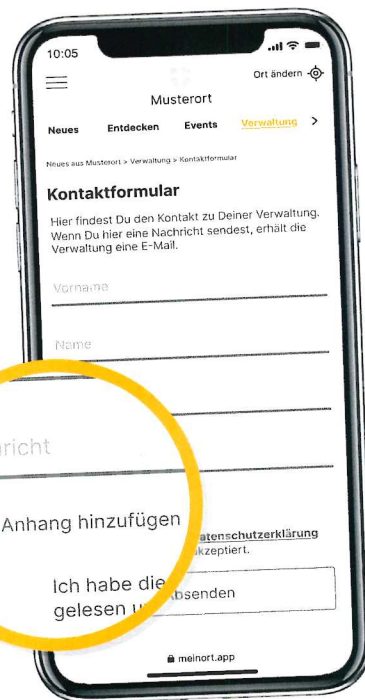 10:05
Ort ändern
Musterort
Neues Entdecken Events Verwaltung >
Neues aus Musterort > Verwaltung > Kontaktformular
Kontaktformular
Hier findest Du den Kontakt zu Deiner Verwaltung.
Wenn Du hier eine Nachricht sendest, erhält die
Verwaltung eine E-Mail.
Vorname
Name
richt
Anhang hinzufügen
atenschutzerklärung
kzeptiert.
Ich habe die
gelesen u
bsenden
meinort.app